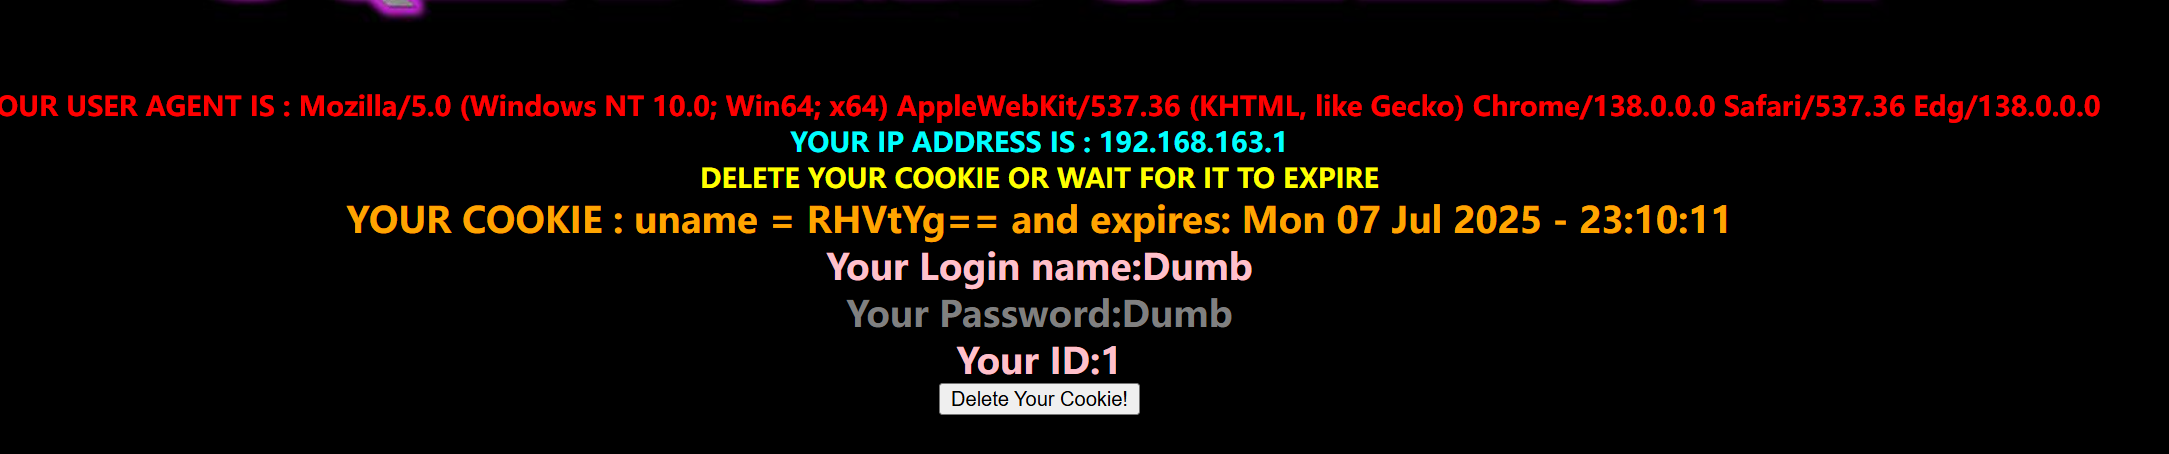 OUR USER AGENT IS : Mozilla/5.0 (Windows NT 10.0; Win64; x64) AppleWebKit/537.36 (KHTML, like Gecko) Chrome/138.0.0.0 Safari/537.36 Edg/138.0.0.0
YOUR IP ADDRESS IS : 192.168.163.1
DELETE YOUR COOKIE OR WAIT FOR IT TO EXPIRE
YOUR COOKIE : uname = RHVtYg== and expires: Mon 07 Jul 2025 - 23:10:11
Your Login name:Dumb
Your Password:Dumb
Your ID:1
Delete Your Cookie!